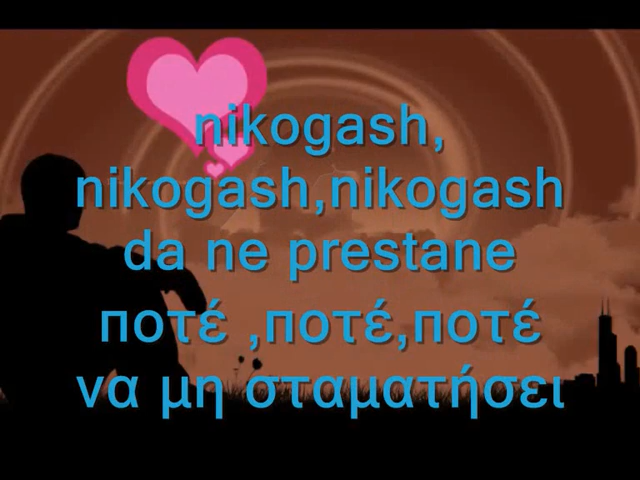 nikogash,
nikogash,nikogash
da ne prestane
ποτέ ,ποτέ,ποτέ
να μη σταματήσει